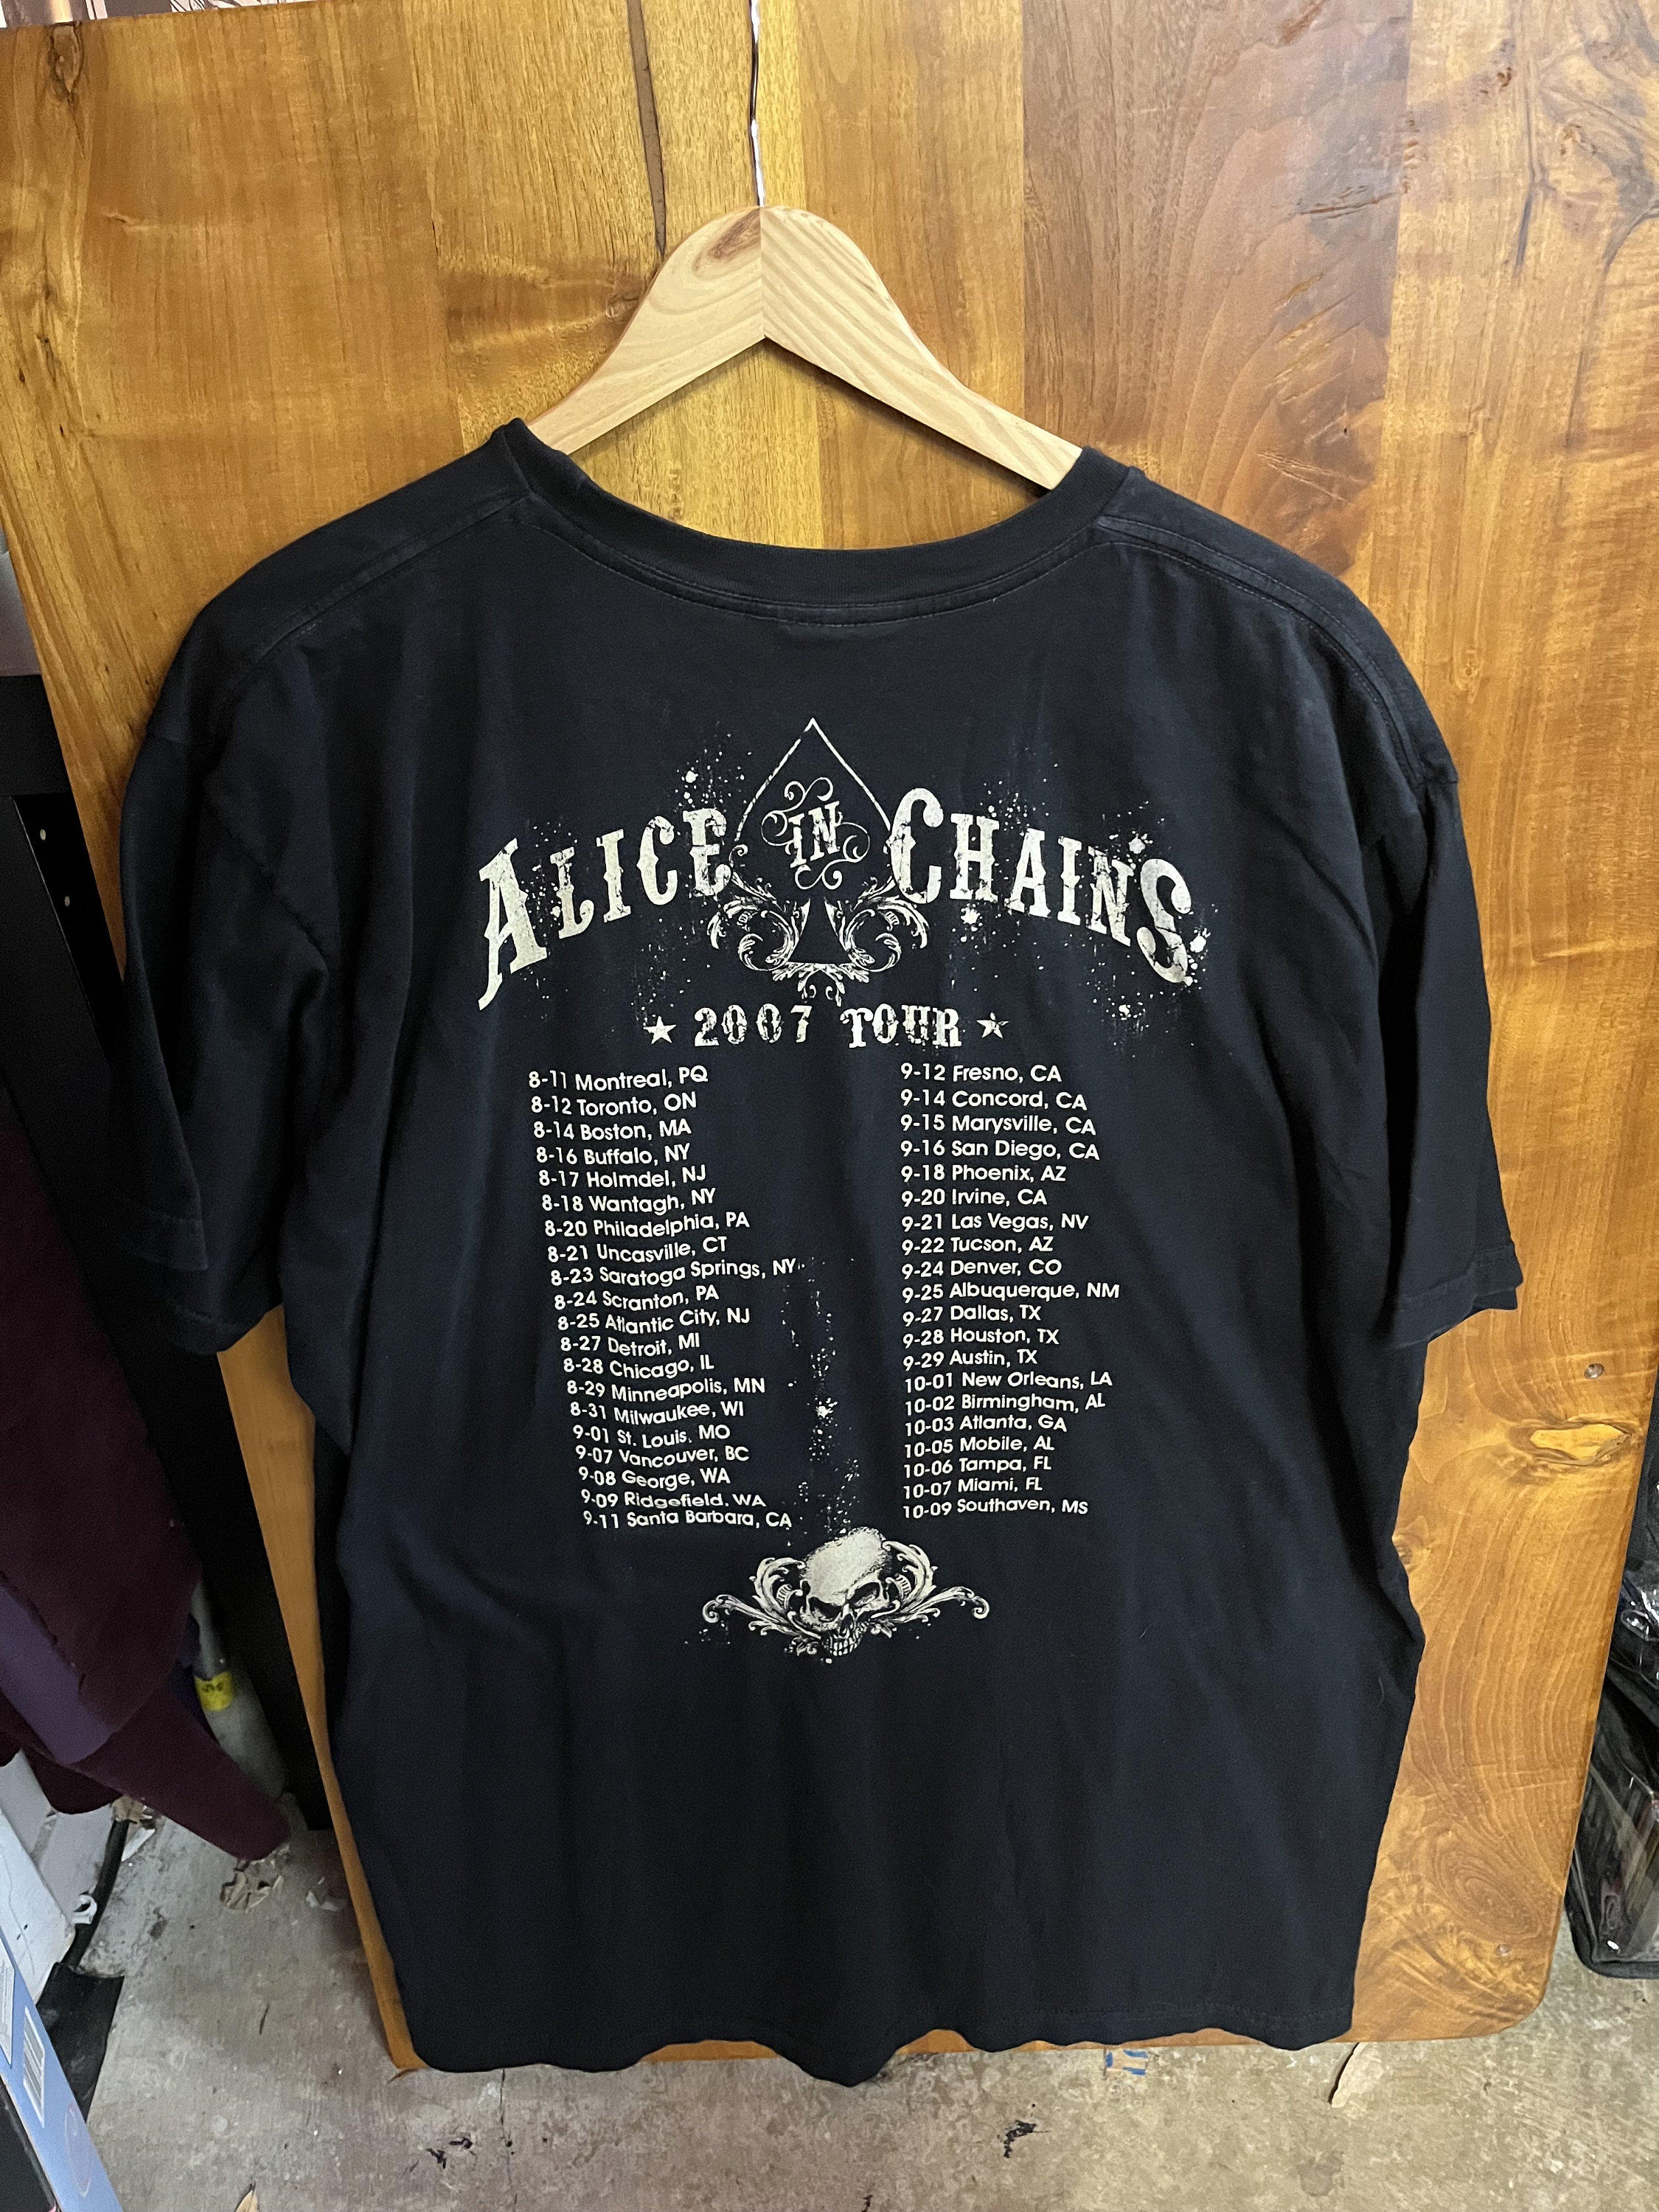 ALICE IN CHAINS
★ 2007 TOUR ★
8-11 Montreal, PQ
8-12 Toronto, ON
8-14 Boston, MA
8-16 Buffalo, NY
8-17 Holmdel, NJ
8-18 Wantagh, NY
8-20 Philadelphia, PA
8-21 Uncasville, CT
8-23 Saratoga Springs, NY
8-24 Scranton, PA
8-25 Atlantic City, NJ
8-27 Detroit, MI
8-28 Chicago, IL
8-29 Minneapolis, MN
8-31 Milwaukee, WI
9-01 St. Louis, MO
9-07 Vancouver, BC
9-08 George, WA
9-09 Ridgefield, WA
9-11 Santa Barbara, CA
9-12 Fresno, CA
9-14 Concord, CA
9-15 Marysville, CA
9-16 San Diego, CA
9-18 Phoenix, AZ
9-20 Irvine, CA
9-21 Las Vegas, NV
9-22 Tucson, AZ
9-24 Denver, CO
9-25 Albuquerque, NM
9-27 Dallas, TX
9-28 Houston, TX
9-29 Austin, TX
10-01 New Orleans, LA
10-02 Birmingham, AL
10-03 Atlanta, GA
10-05 Mobile, AL
10-06 Tampa, FL
10-07 Miami, FL
10-09 Southaven, MS